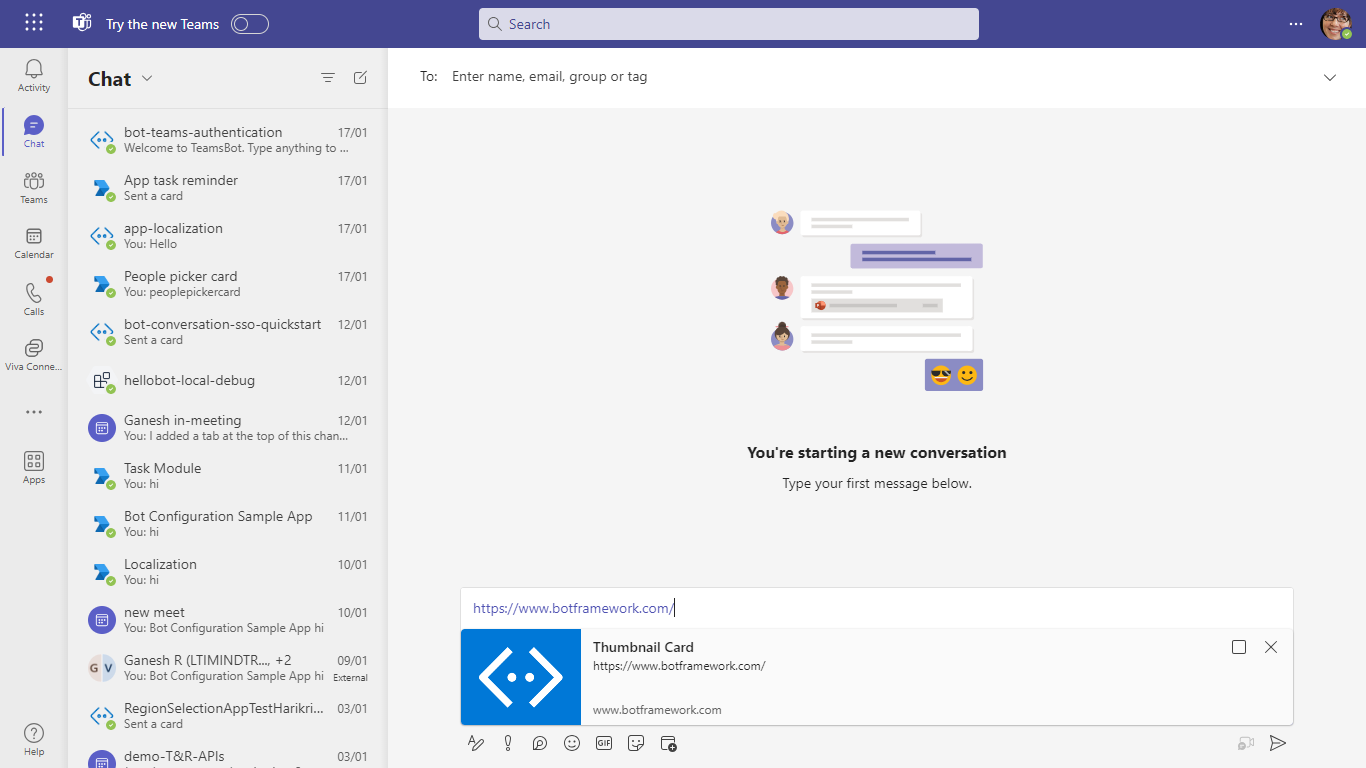 Try the new Teams
Search
Activity
Chat
Teams
Calendar
Calls
Viva Conne...
Apps
Help
Chat
bot-teams-authentication 17/01
Welcome to TeamsBot. Type anything to ...
App task reminder 17/01
Sent a card
app-localization 17/01
You: Hello
People picker card 17/01
You: peoplepickercard
bot-conversation-sso-quickstart 12/01
Sent a card
hellobot-local-debug 12/01
Ganesh in-meeting 12/01
You: I added a tab at the top of this chan...
Task Module 11/01
You: hi
Bot Configuration Sample App 11/01
You: hi
Localization 10/01
You: hi
new meet 10/01
You: Bot Configuration Sample App hi
G V
Ganesh R (LTIMINDTR..., +2 09/01
You: Bot Configuration Sample App hi External
RegionSelectionAppTestHarikri... 03/01
Sent a card
demo-T&R-APIs 03/01
To: Enter name, email, group or tag
You're starting a new conversation
Type your first message below.
https://www.botframework.com/
Thumbnail Card
https://www.botframework.com/
www.botframework.com
GIF